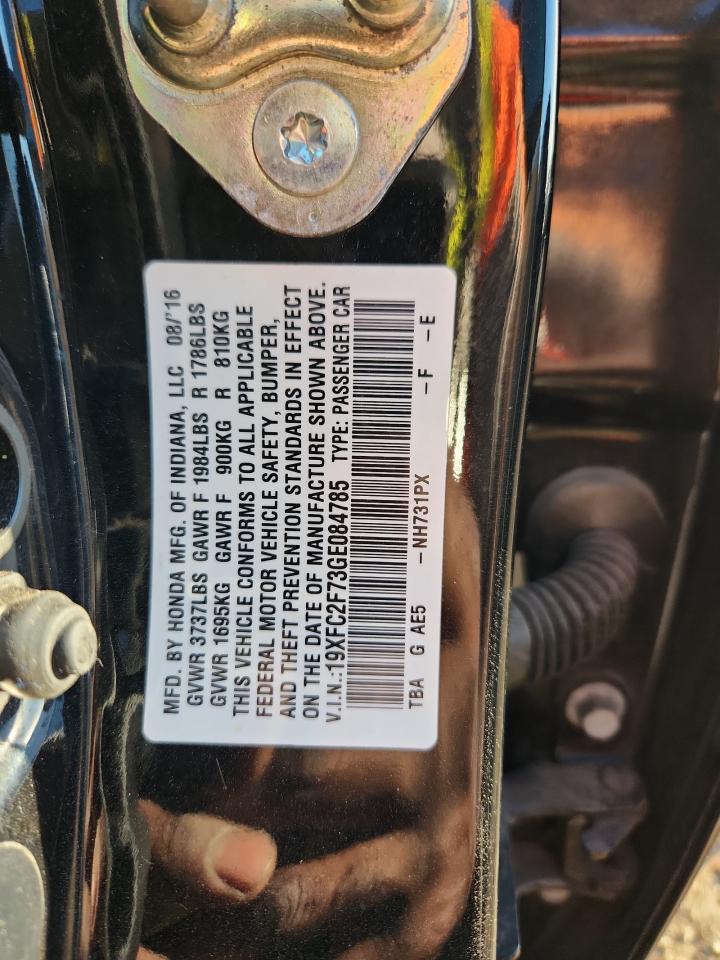 MFD. BY HONDA MFG. OF INDIANA, LLC 08/'16
GVWR 3737LBS GAWR F 1984LBS R 1786LBS
GVWR 1695KG GAWR F 900KG R 810KG
THIS VEHICLE CONFORMS TO ALL APPLICABLE
FEDERAL MOTOR VEHICLE SAFETY, BUMPER,
AND THEFT PREVENTION STANDARDS IN EFFECT
ON THE DATE OF MANUFACTURE SHOWN ABOVE.
V.I.N.:19XFC2F73GE084785 TYPE: PASSENGER CAR
TBA G AE5 - NH731PX - F - E